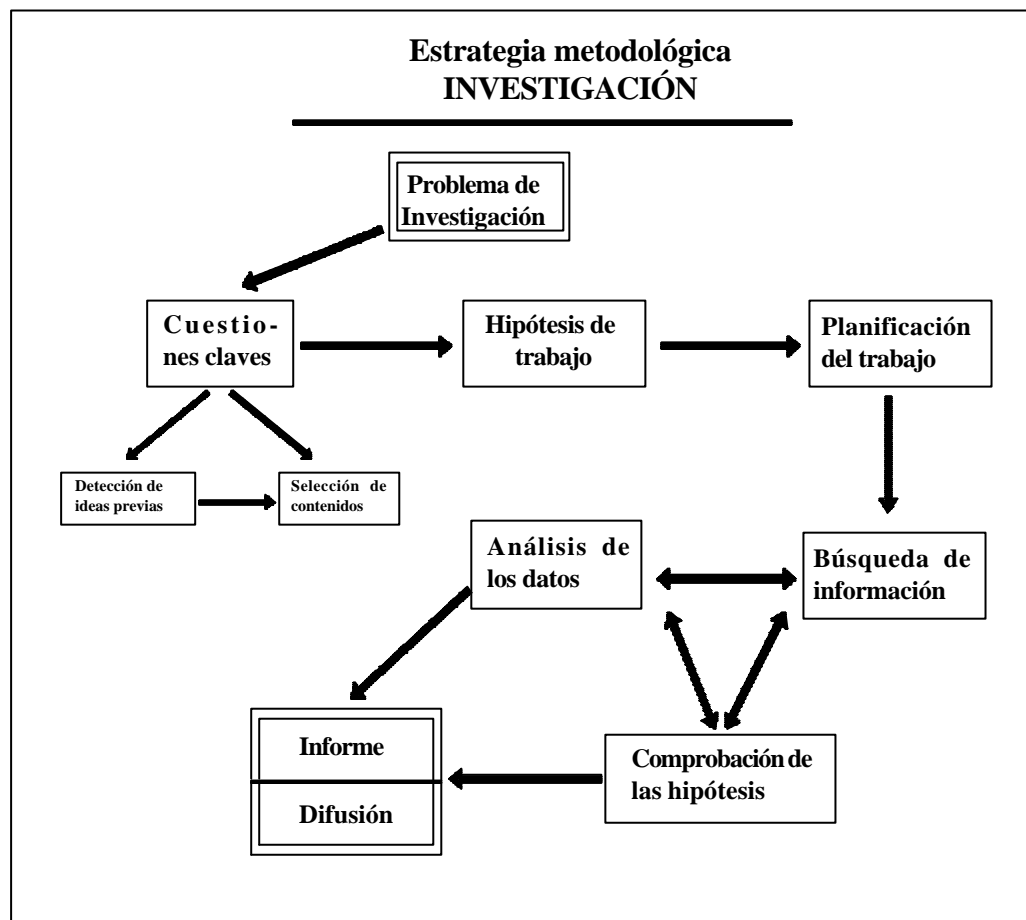 Estrategia metodológica
INVESTIGACIÓN
Problema de
Investigación
Cuestio-
nes claves
Hipótesis de
trabajo
Planificación
del trabajo
Detección de
ideas previas
Selección de
contenidos
Análisis de
los datos
Búsqueda de
información
Informe
Difusión
Comprobación de
las hipótesis